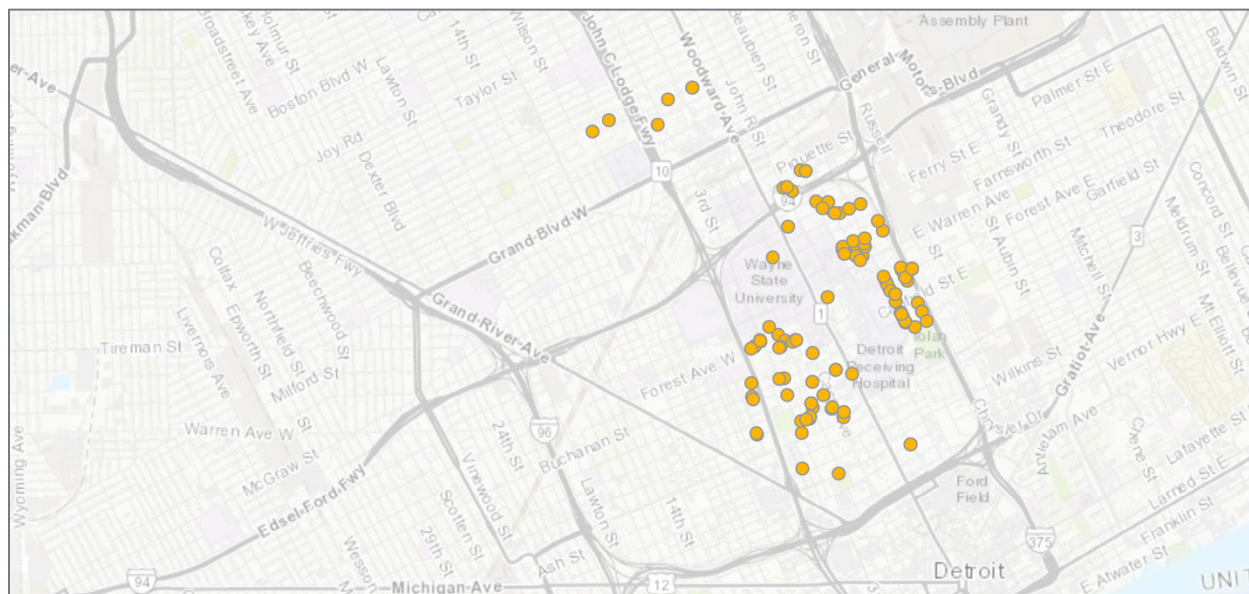 Assembly Plant
Holmur St
Broadstreet Ave
14th St
Wilson St
John C Lodge Fwy
Woodward-Ave
Beaubien St
Baldwin St
General-Motors-Blvd
Boston Blvd W
Lawton St
Taylor St
John R St
Russell
Grandy St
Palmer St E
Theodore St
Joy Rd
Dexter Blvd
10
Piquette St
Ferry St E
Farnsworth St
Garfield St
Concord St
94
3rd St
E Warren Ave
Forest Ave E
Meldrum St
W Jeffries Fwy
Grand-Blvd-W
St Aubin St
Mitchell St
3
Colfax
Northfield St
Beechwood St
Wayne
State
University
Epworth St
Livernois Ave
Grand-River-Ave
1
Mt Elliott St
Tireman St
Milford St
Detroit
Receiving
Hospital
Park
Vernor Hwy E
Forest Ave W
Wilkins St
Gratiot-Ave
Warren Ave W
24th St
96
Buchanan St
Antietam Ave
Chene St
Lafayette St
McGraw St
Vinewood St
Wyoming Ave
Edsel-Ford-Fwy
Scotten St
Lawton St
14th St
Ford
Field
Larned St E
Franklin St
29th St
Wesson
Ash St
375
E Atwater St
94
Michigan-Ave
12
Detroit
3
UNIT